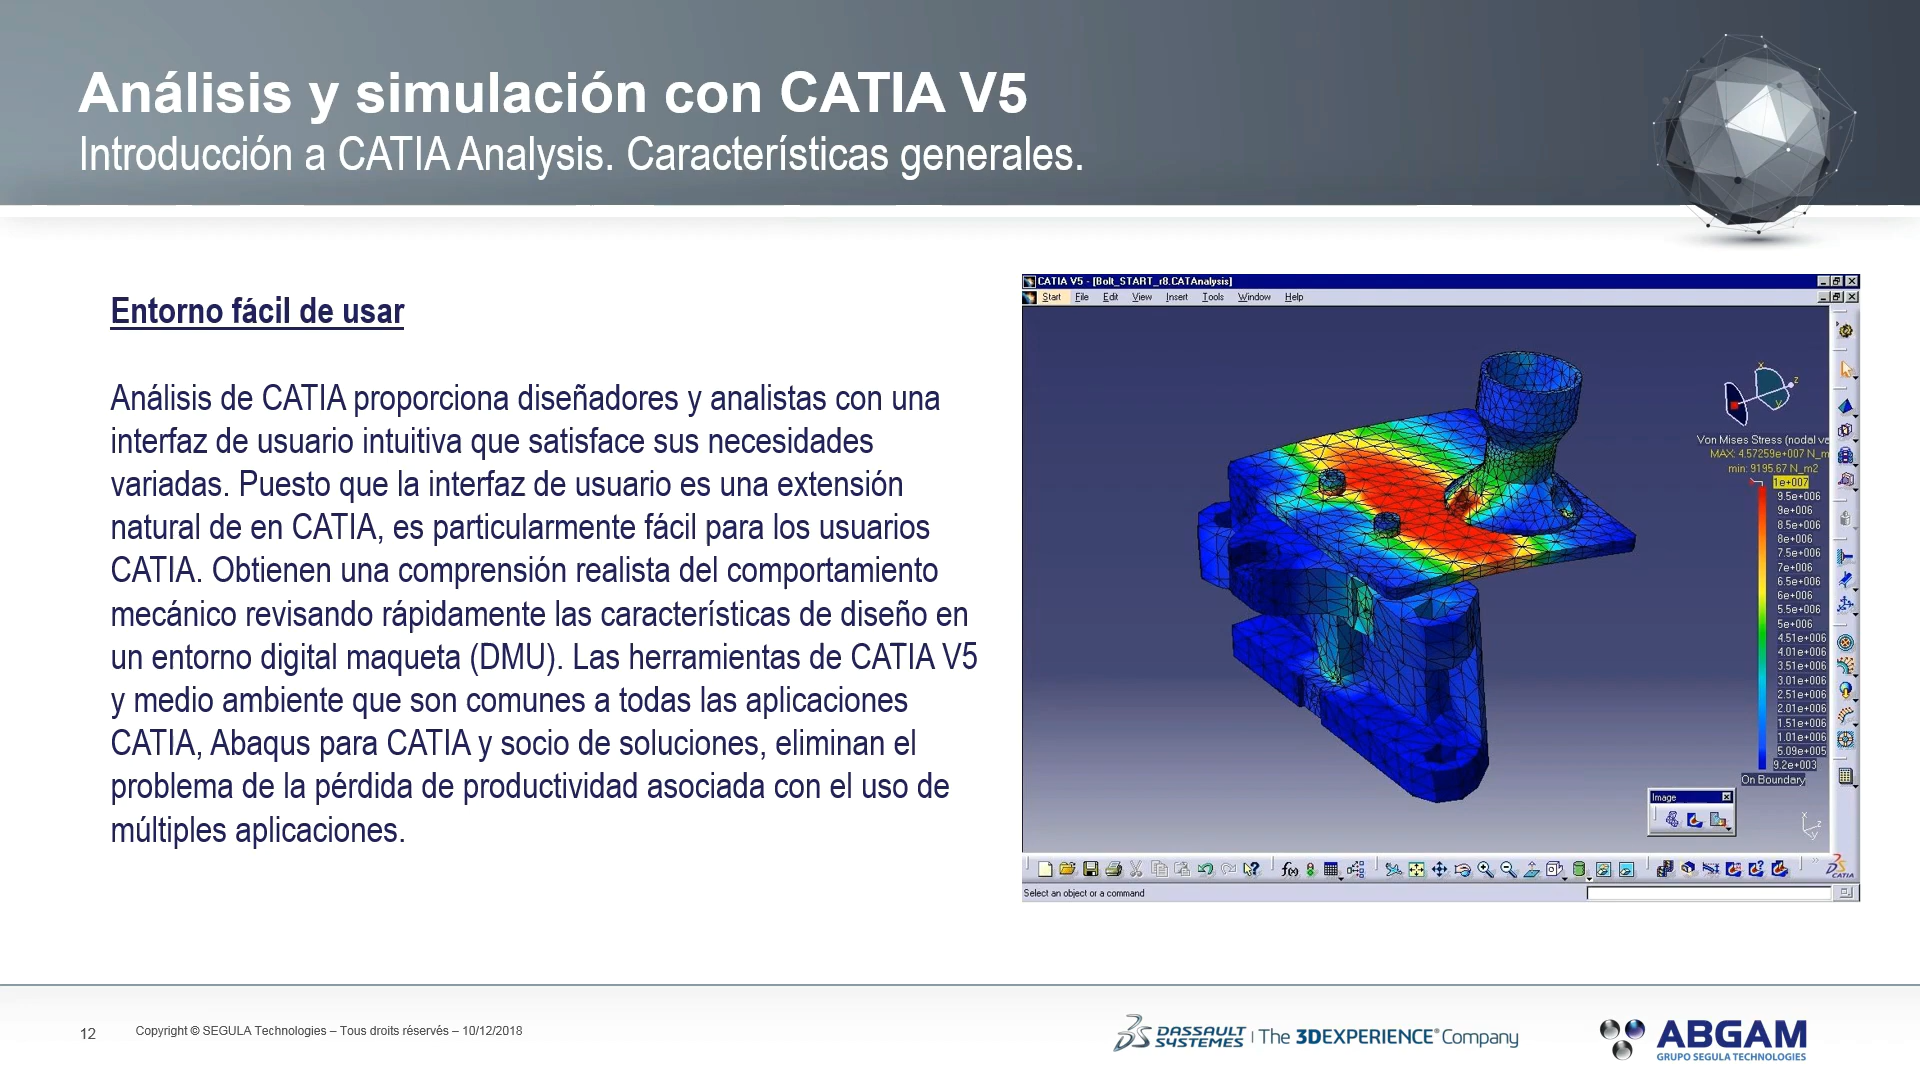 Análisis y simulación con CATIA V5
Introducción a CATIA Analysis. Características generales.
Entorno fácil de usar
Análisis de CATIA proporciona diseñadores y analistas con una
interfaz de usuario intuitiva que satisface sus necesidades
variadas. Puesto que la interfaz de usuario es una extensión
natural de en CATIA, es particularmente fácil para los usuarios
CATIA. Obtienen una comprensión realista del comportamiento
mecánico revisando rápidamente las características de diseño en
un entorno digital maqueta (DMU). Las herramientas de CATIA V5
y medio ambiente que son comunes a todas las aplicaciones
CATIA, Abaqus para CATIA y socio de soluciones, eliminan el
problema de la pérdida de productividad asociada con el uso de
múltiples aplicaciones.
CATIA V5 - [Bolt_START_r8.CATAnalysis]
Start File Edit View Insert Tools Window Help
x
z
y
Von Mises Stress (nodal va
MAX: 4.57259e+007 N_m
min: 9195.67 N_m2
1e+007
9.5e+006
9e+006
8.5e+006
8e+006
7.5e+006
7e+006
6.5e+006
6e+006
5.5e+006
5e+006
4.51e+006
4.01e+006
3.51e+006
3.01e+006
2.51e+006
2.01e+006
1.51e+006
1.01e+006
5.09e+005
9.2e+003
On Boundary
Image
x
z
y
f(x)
CATIA
Select an object or a command
12
Copyright © SEGULA Technologies – Tous droits réservés – 10/12/2018
DASSAULT SYSTEMES | The 3DEXPERIENCE® Company
ABGAM
GRUPO SEGULA TECHNOLOGIES